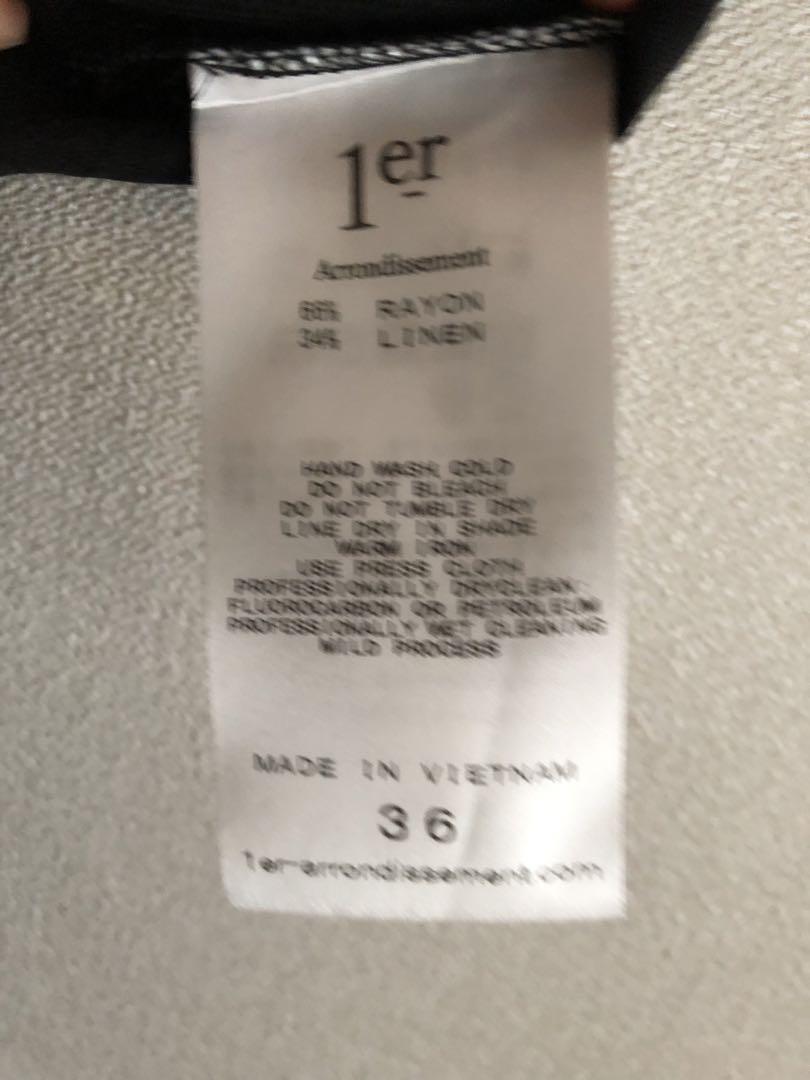 1er
Arrondissement
66% RAYON
34% LINEN
HAND WASH, COLD
DO NOT BLEACH
DO NOT TUMBLE DRY
LINE DRY IN SHADE
WARM IRON
USE PRESS CLOTH
PROFESSIONALLY DRYCLEAN-
FLUOROCARBON OR PETROLEUM
PROFESSIONALLY WET CLEANING
MILD PROCESS
MADE IN VIETNAM
36
1er-arrondissement.com